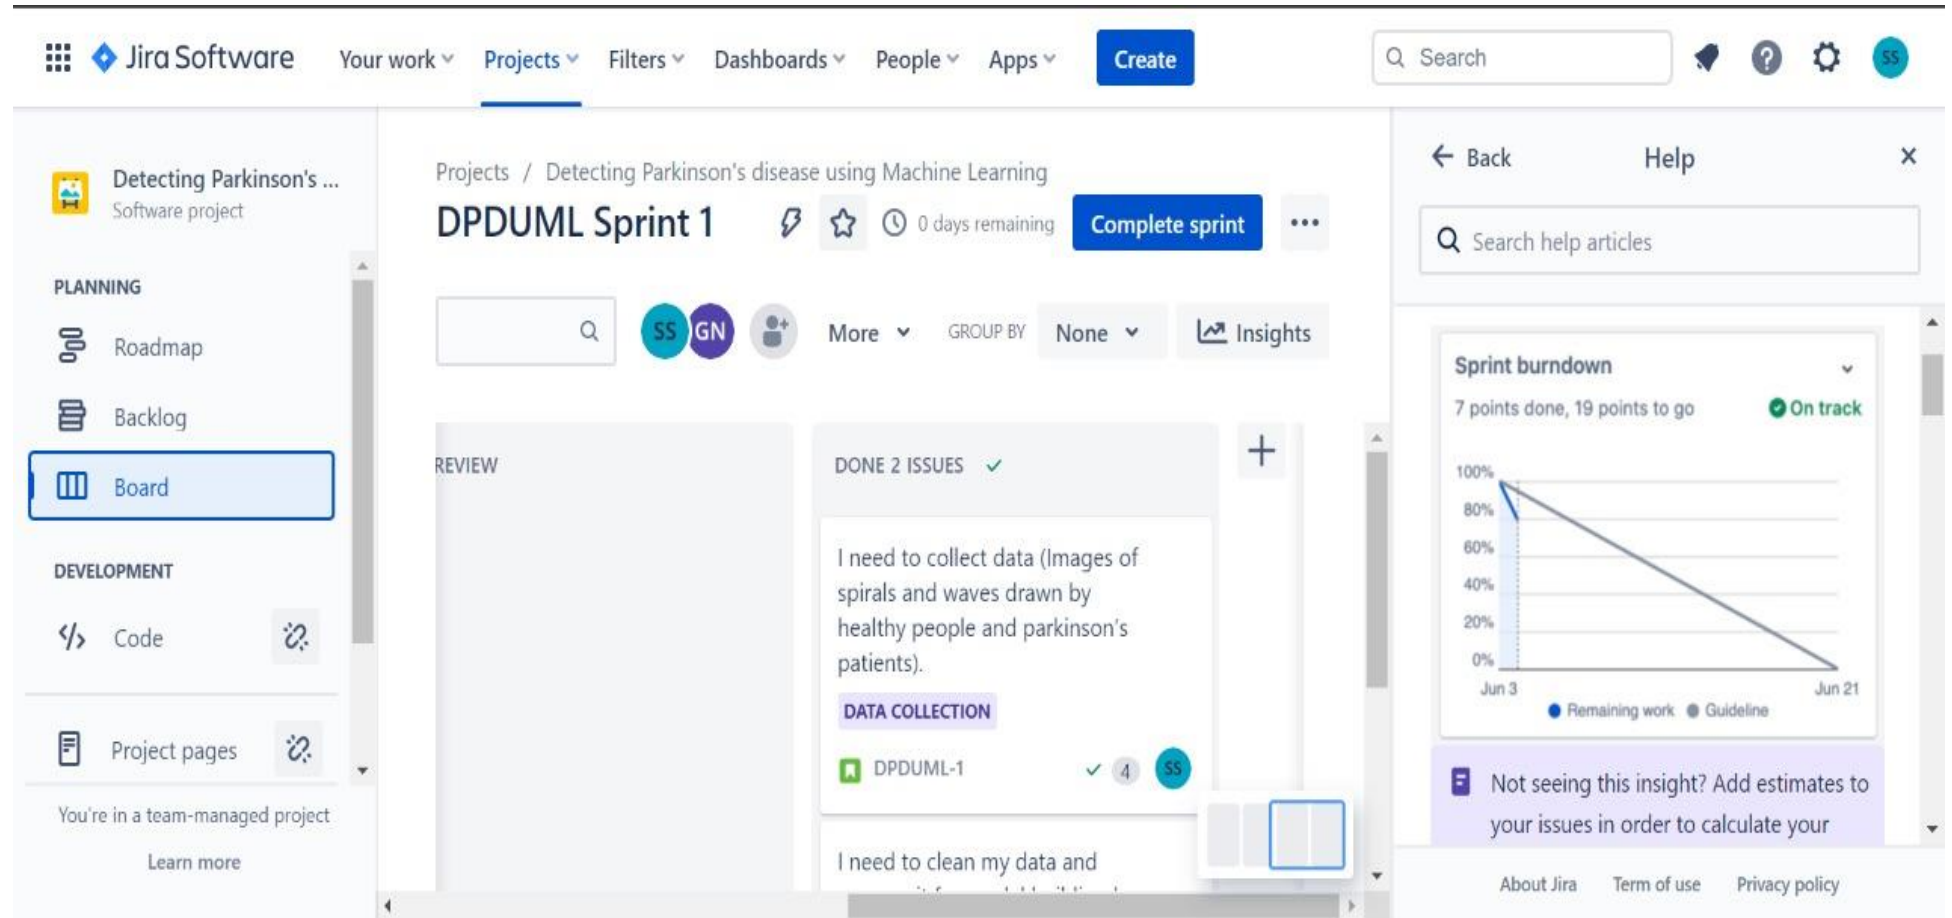 Jira Software Your work Projects Filters Dashboards People Apps Create Search ? SS
Detecting Parkinson's ...
Software project
PLANNING
Roadmap
Backlog
Board
DEVELOPMENT
Code
Project pages
You're in a team-managed project
Learn more
Projects / Detecting Parkinson's disease using Machine Learning
DPDUML Sprint 1 0 days remaining Complete sprint
SS GN More GROUP BY None Insights
REVIEW
DONE 2 ISSUES
I need to collect data (Images of
spirals and waves drawn by
healthy people and parkinson's
patients).
DATA COLLECTION
DPDUML-1 4 SS
I need to clean my data and
Back Help
Search help articles
Sprint burndown
7 points done, 19 points to go On track
100%
80%
60%
40%
20%
0%
Jun 3 Jun 21
Remaining work Guideline
Not seeing this insight? Add estimates to
your issues in order to calculate your
About Jira Term of use Privacy policy